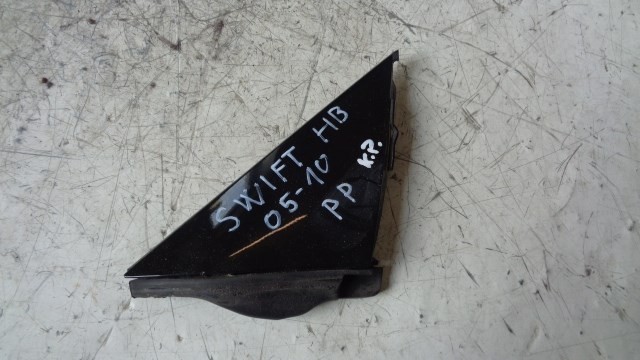 SWIFT HB
05-10
PP K.P.